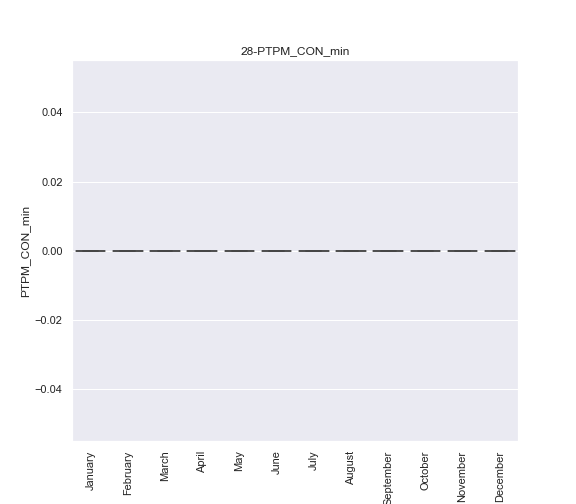 28-PTPM_CON_min
PTPM_CON_min
0.04
0.02
0.00
−0.02
−0.04
January
February
March
April
May
June
July
August
September
October
November
December